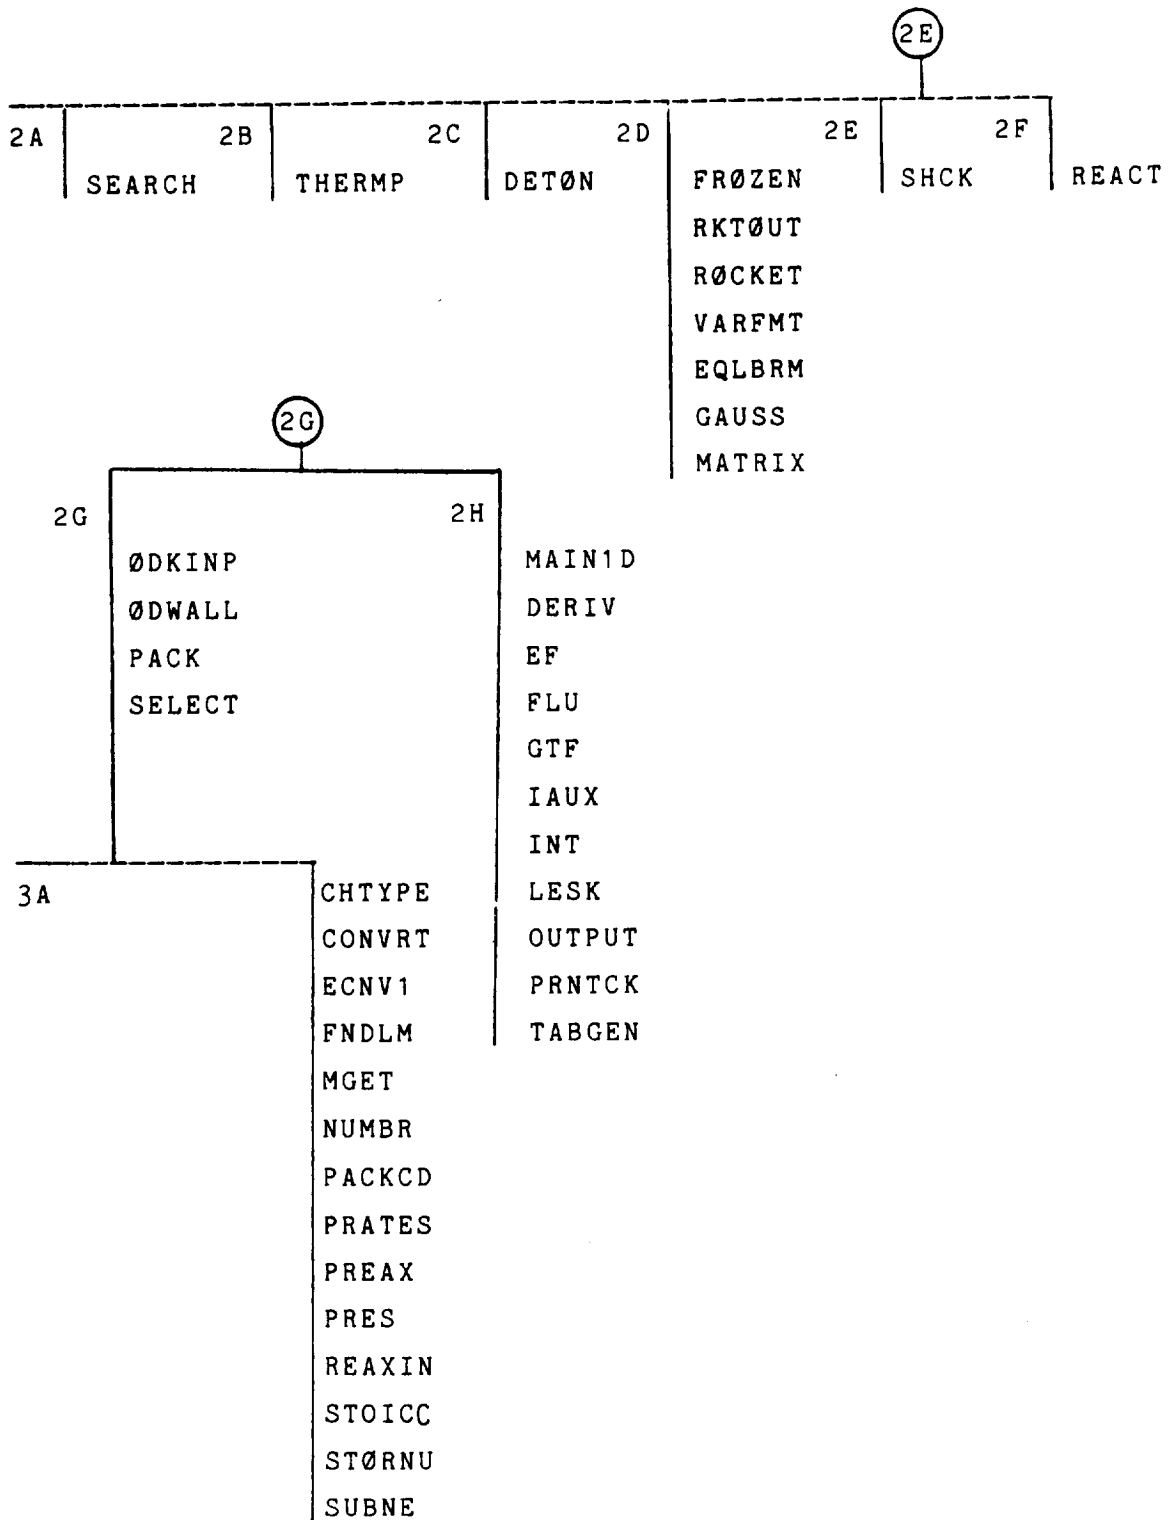 2E
2A 2B 2C 2D 2E 2F
SEARCH THERMP DETØN FRØZEN SHCK REACT
RKTØUT
RØCKET
VARFMT
EQLBRM
GAUSS
MATRIX
2G
2G 2H
ØDKINP
ØDWALL
PACK
SELECT
MAIN1D
DERIV
EF
FLU
GTF
IAUX
INT
LESK
OUTPUT
PRNTCK
TABGEN
3A
CHTYPE
CONVRT
ECNV1
FNDLM
MGET
NUMBR
PACKCD
PRATES
PREAX
PRES
REAXIN
STOICC
STØRNU
SUBNE